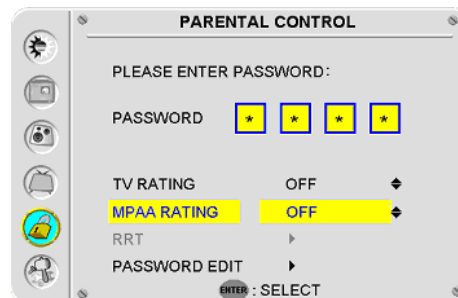 PARENTAL CONTROL
PLEASE ENTER PASSWORD:
PASSWORD * * * *
TV RATING OFF
MPAA RATING OFF
RRT
PASSWORD EDIT
ENTER : SELECT